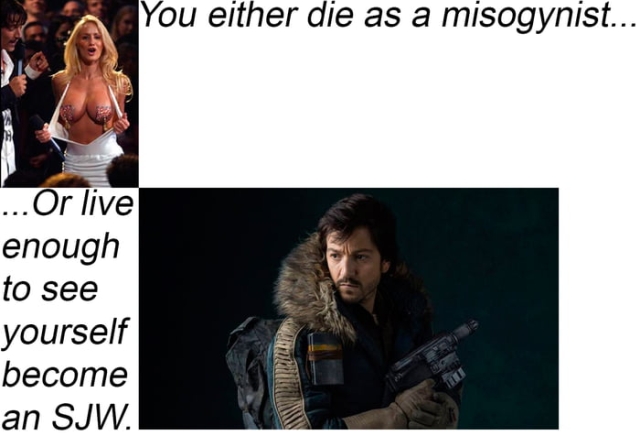 You either die as a misogynist...
...Or live
enough
to see
yourself
become
an SJW.